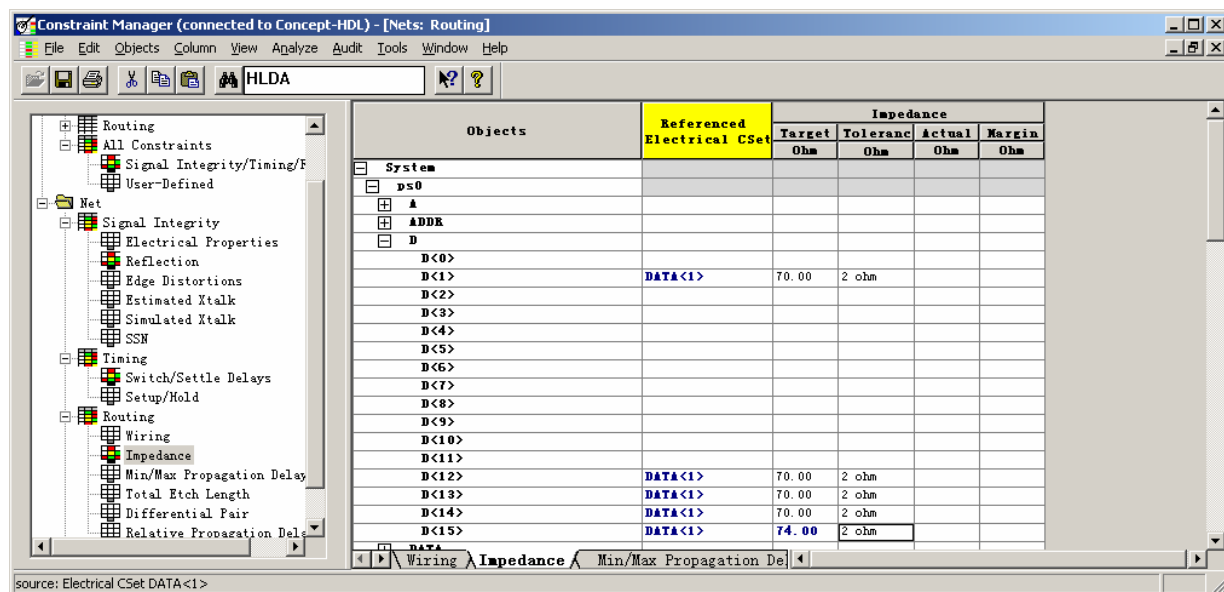 Constraint Manager (connected to Concept-HDL) - [Nets: Routing]
File Edit Objects Column View Analyze Audit Tools Window Help
HLDA
Routing
All Constraints
Signal Integrity/Timing/R
User-Defined
Net
Signal Integrity
Electrical Properties
Reflection
Edge Distortions
Estimated Xtalk
Simulated Xtalk
SSN
Timing
Switch/Settle Delays
Setup/Hold
Routing
Wiring
Impedance
Min/Max Propagation Delay
Total Etch Length
Differential Pair
Relative Propagation Dela
Objects
Referenced
Electrical CSet
Impedance
Target Toleranc Actual Margin
Ohm Ohm Ohm Ohm
System
ps0
A
ADDR
D
D<0>
D<1> DATA<1> 70.00 2 ohm
D<2>
D<3>
D<4>
D<5>
D<6>
D<7>
D<8>
D<9>
D<10>
D<11>
D<12> DATA<1> 70.00 2 ohm
D<13> DATA<1> 70.00 2 ohm
D<14> DATA<1> 70.00 2 ohm
D<15> DATA<1> 74.00 2 ohm
DATA
Wiring Impedance Min/Max Propagation De
source: Electrical CSet DATA<1>